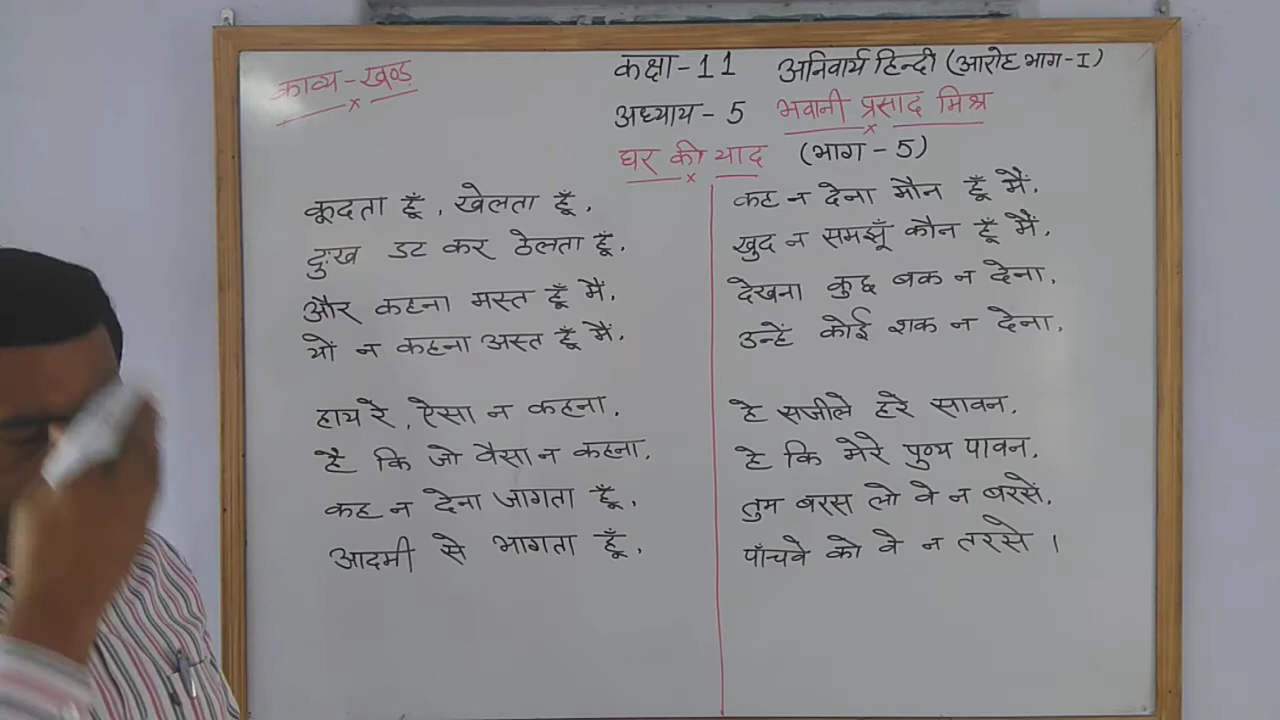 काव्य-खण्ड
कक्षा-11 अनिवार्य हिन्दी (आरोह भाग-I)
अध्याय-5 भवानी प्रसाद मिश्र
घर की याद (भाग-5)
कूदता हूँ, खेलता हूँ,
दुःख डट कर ठेलता हूँ,
और कहना मस्त हूँ मैं,
यों न कहना अस्त हूँ मैं,
हाय रे, ऐसा न कहना,
है कि जो वैसा न कहना,
कह न देना जागता हूँ,
आदमी से भागता हूँ,
कह न देना मौन हूँ मैं,
खुद न समझूँ कौन हूँ मैं,
देखना कुछ बक न देना,
उन्हें कोई शक न देना,
हे सजीले हरे सावन,
हे कि मेरे पुण्य पावन,
तुम बरस लो वे न बरसें,
पाँचवे को वे न तरसे।